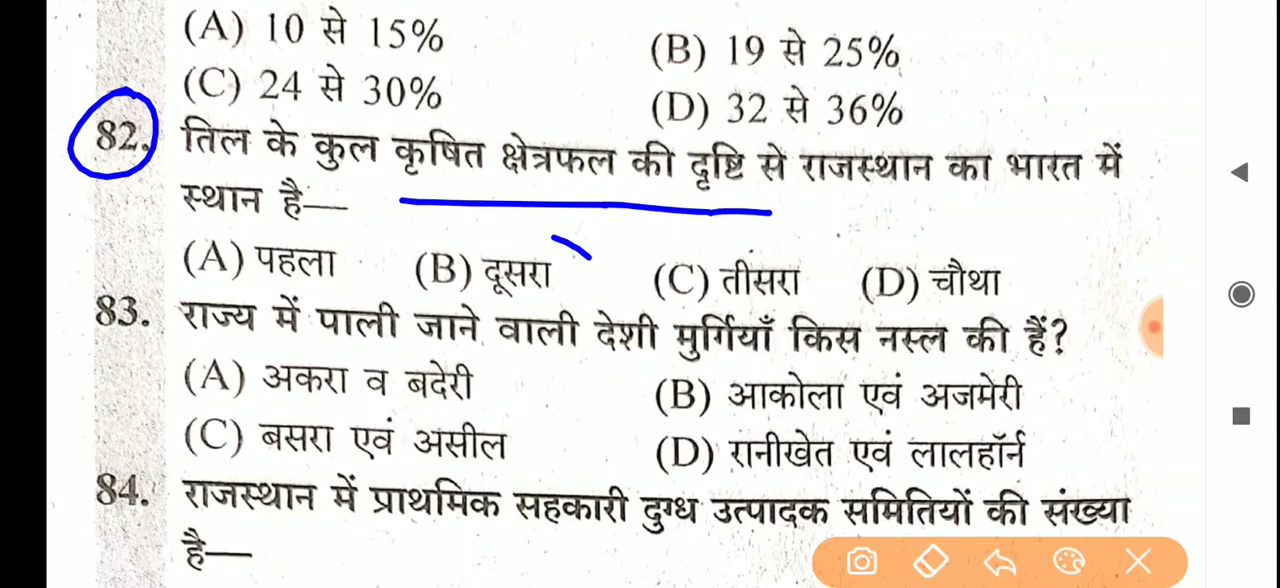 (A) 10 से 15%
(B) 19 से 25%
(C) 24 से 30%
(D) 32 से 36%
82. तिल के कुल कृषित क्षेत्रफल की दृष्टि से राजस्थान का भारत में
स्थान है—
(A) पहला (B) दूसरा (C) तीसरा (D) चौथा
83. राज्य में पाली जाने वाली देशी मुर्गियाँ किस नस्ल की हैं?
(A) अकरा व बदेरी
(B) आकोला एवं अजमेरी
(C) बसरा एवं असील
(D) रानीखेत एवं लालहॉर्न
84. राजस्थान में प्राथमिक सहकारी दुग्ध उत्पादक समितियों की संख्या
है—